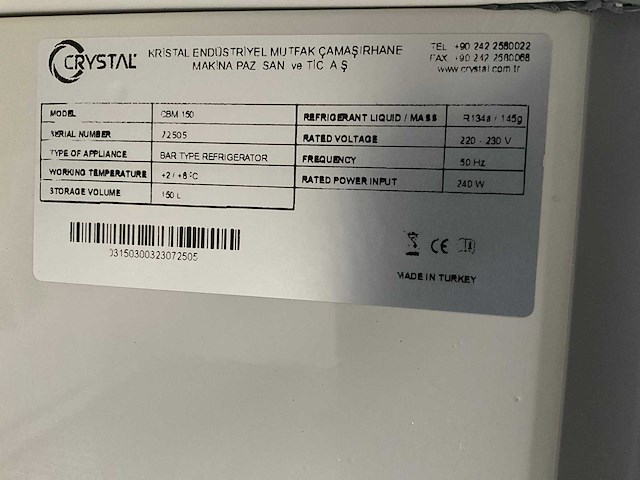 CRYSTAL
KRİSTAL ENDÜSTRİYEL MUTFAK ÇAMAŞIRHANE
MAKİNA PAZ SAN ve TİC A Ş
TEL +90 242 2580022
FAX +90 242 2580068
www.crystal.com.tr
MODEL CBM 150
SERIAL NUMBER 72505
TYPE OF APPLIANCE BAR TYPE REFRIGERATOR
WORKING TEMPERATURE +2 / +8 °C
STORAGE VOLUME 150 L
REFRIGERANT LIQUID / MASS R134a / 145g
RATED VOLTAGE 220 - 230 V
FREQUENCY 50 Hz
RATED POWER INPUT 240 W
03150300323072505
CE
MADE IN TURKEY